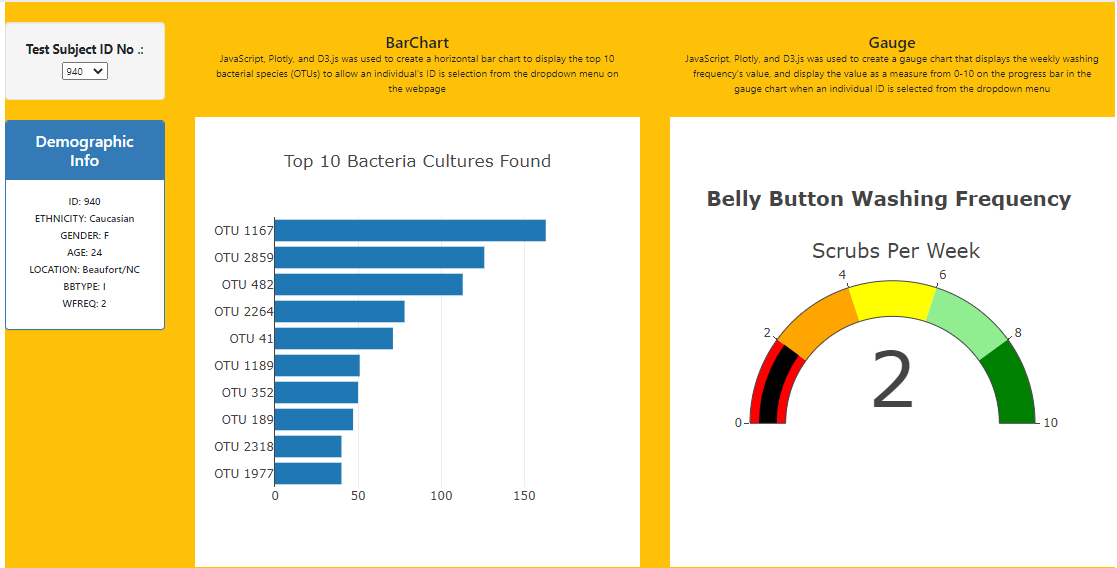 Test Subject ID No .:
940
Demographic
Info
ID: 940
ETHNICITY: Caucasian
GENDER: F
AGE: 24
LOCATION: Beaufort/NC
BBTYPE: I
WFREQ: 2
BarChart
JavaScript, Plotly, and D3.js was used to create a horizontal bar chart to display the top 10
bacterial species (OTUs) to allow an individual's ID is selection from the dropdown menu on
the webpage
Top 10 Bacteria Cultures Found
OTU 1167
OTU 2859
OTU 482
OTU 2264
OTU 41
OTU 1189
OTU 352
OTU 189
OTU 2318
OTU 1977
0 50 100 150
Gauge
JavaScript, Plotly, and D3.js was used to create a gauge chart that displays the weekly washing
frequency's value, and display the value as a measure from 0-10 on the progress bar in the
gauge chart when an individual ID is selected from the dropdown menu
Belly Button Washing Frequency
Scrubs Per Week
4 6
2 8
2
0 10